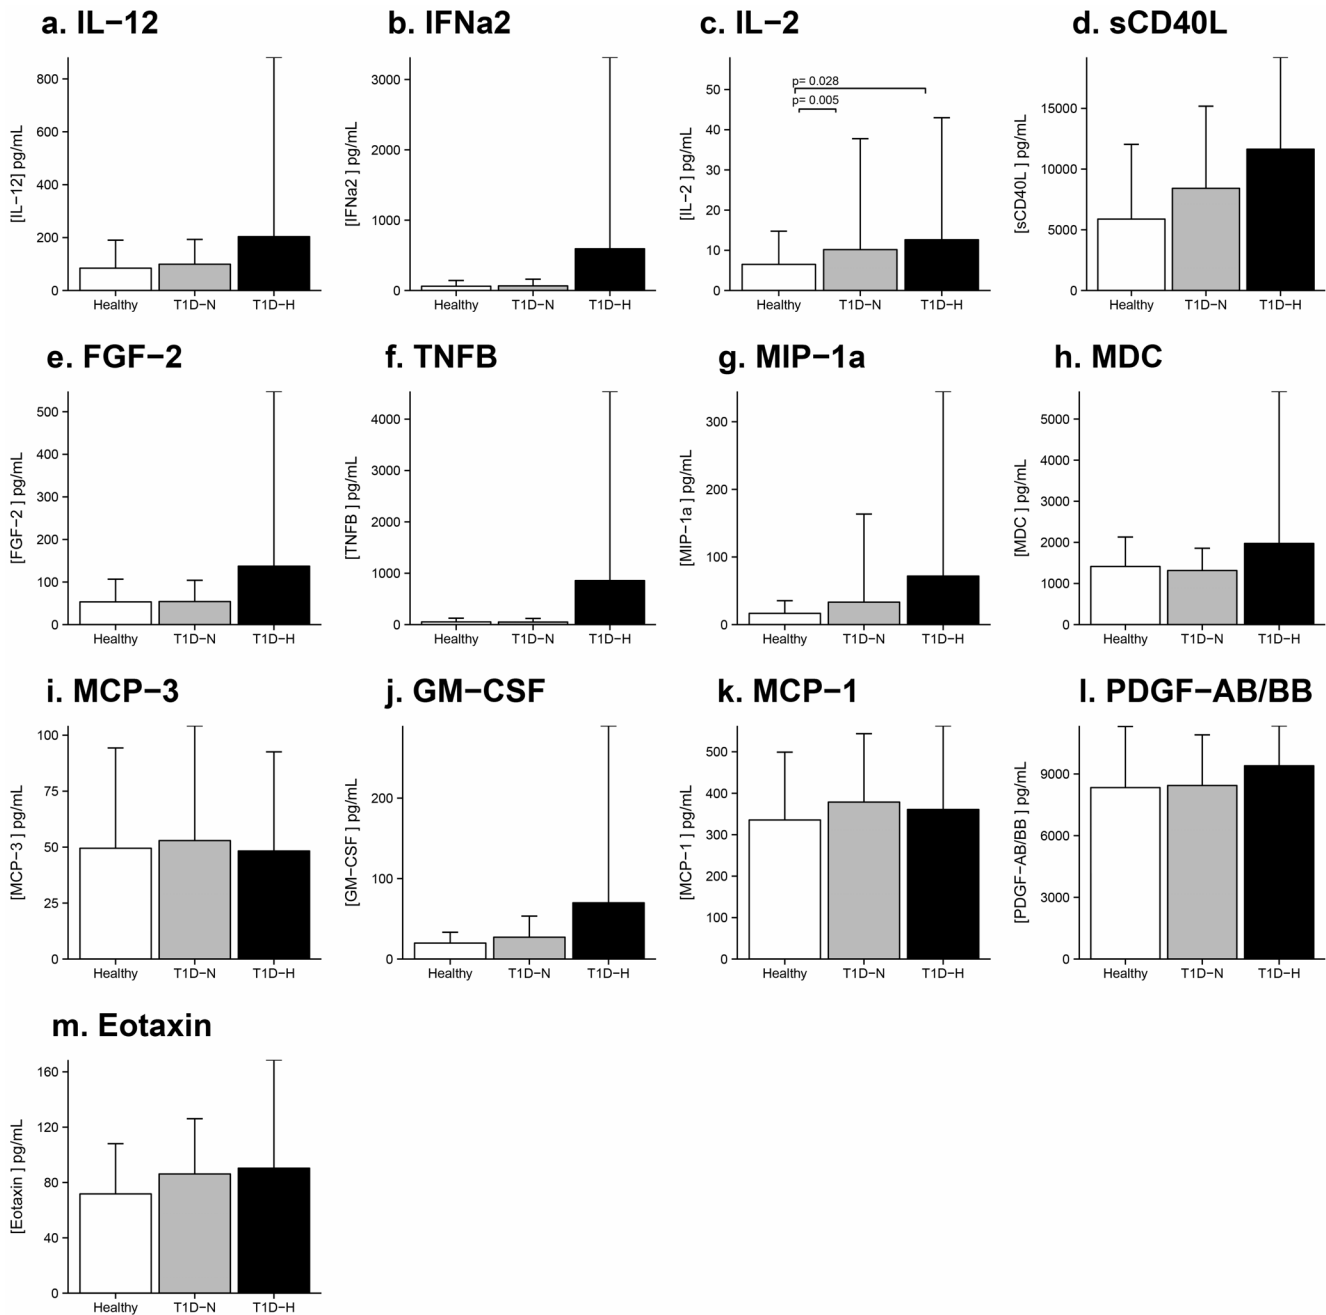 a. IL−12
b. IFNa2
c. IL−2
d. sCD40L
[IL−12] pg/mL
800
600
400
200
0
Healthy T1D−N T1D−H
[IFNa2 ] pg/mL
3000
2000
1000
0
Healthy T1D−N T1D−H
[IL−2 ] pg/mL
50
40
30
20
10
0
p= 0.028
p= 0.005
Healthy T1D−N T1D−H
[sCD40L ] pg/mL
15000
10000
5000
0
Healthy T1D−N T1D−H
e. FGF−2
f. TNFB
g. MIP−1a
h. MDC
[FGF−2 ] pg/mL
500
400
300
200
100
0
Healthy T1D−N T1D−H
[TNFB ] pg/mL
4000
3000
2000
1000
0
Healthy T1D−N T1D−H
[MIP−1a ] pg/mL
300
200
100
0
Healthy T1D−N T1D−H
[MDC ] pg/mL
5000
4000
3000
2000
1000
0
Healthy T1D−N T1D−H
i. MCP−3
j. GM−CSF
k. MCP−1
l. PDGF−AB/BB
[MCP−3 ] pg/mL
100
75
50
25
0
Healthy T1D−N T1D−H
[GM−CSF ] pg/mL
200
100
0
Healthy T1D−N T1D−H
[MCP−1 ] pg/mL
500
400
300
200
100
0
Healthy T1D−N T1D−H
[PDGF−AB/BB ] pg/mL
9000
6000
3000
0
Healthy T1D−N T1D−H
m. Eotaxin
[Eotaxin ] pg/mL
160
120
80
40
0
Healthy T1D−N T1D−H